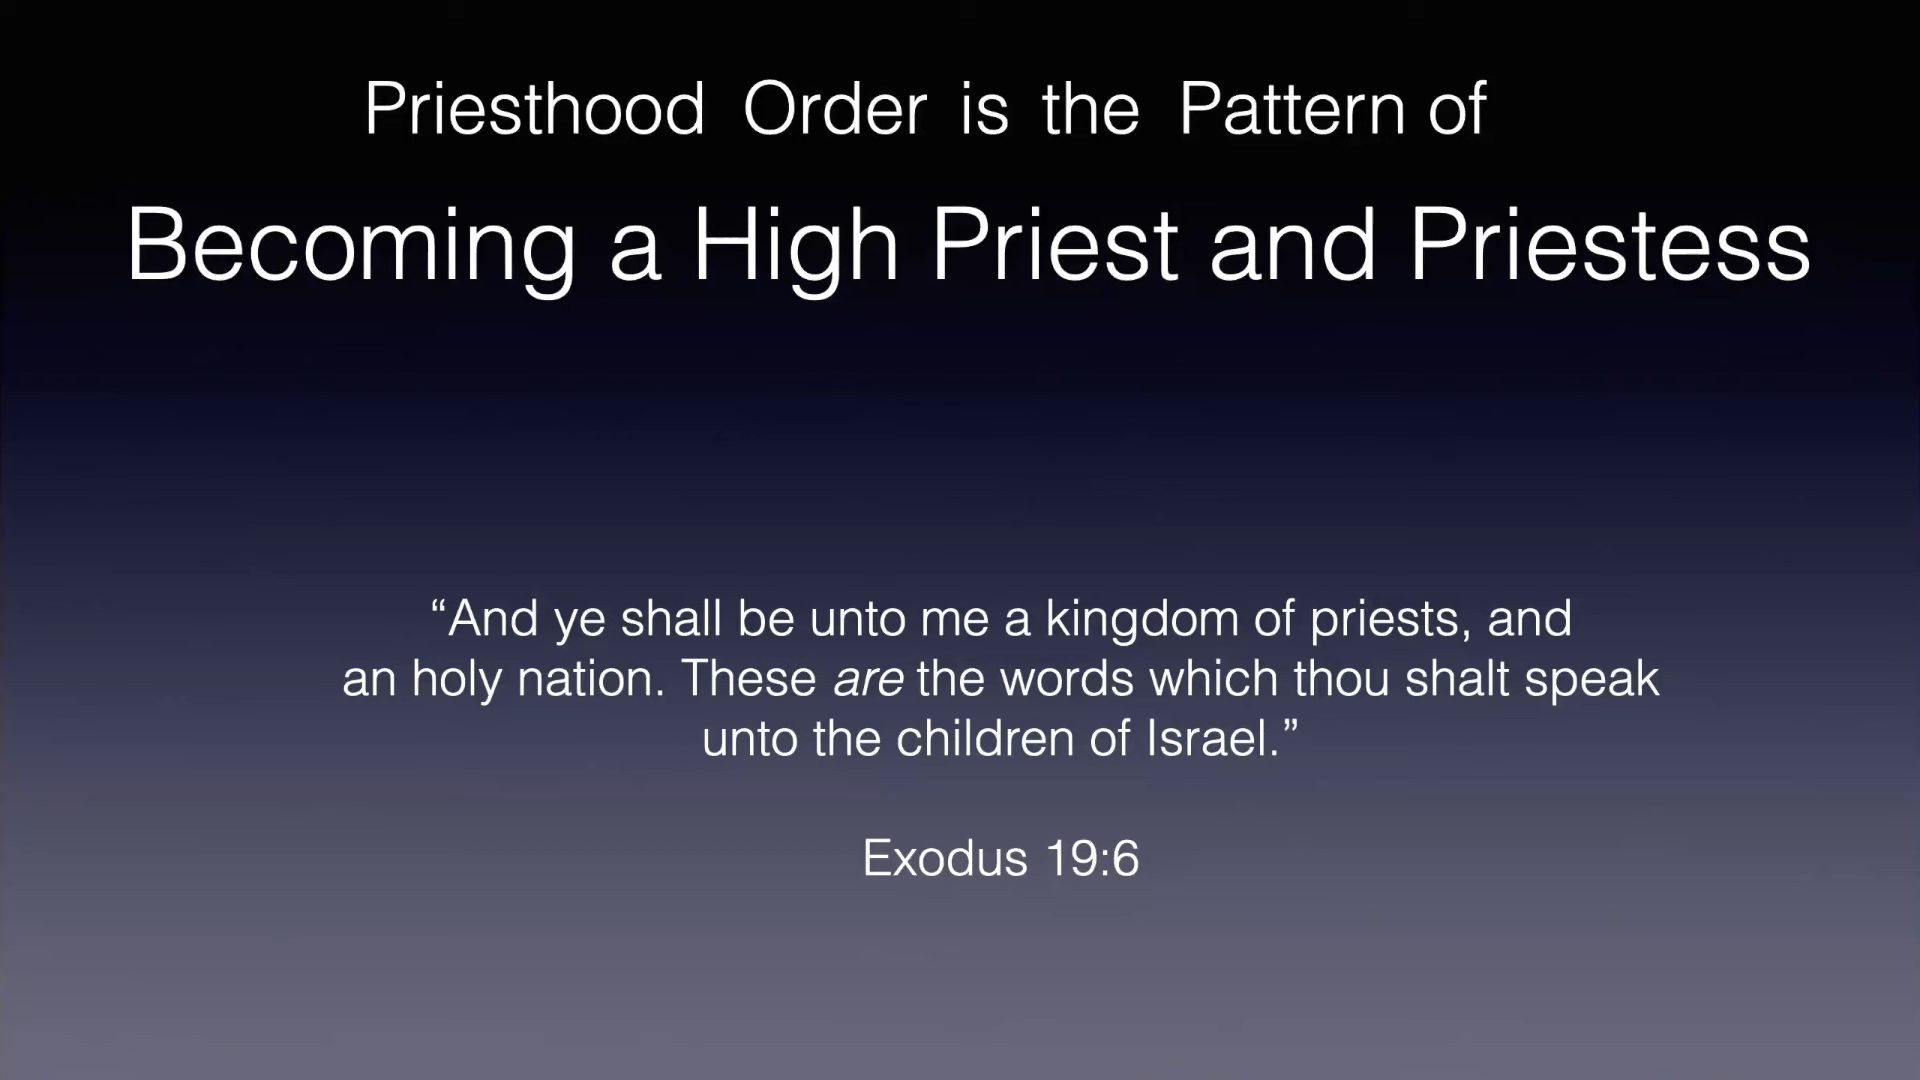 Priesthood Order is the Pattern of
Becoming a High Priest and Priestess
“And ye shall be unto me a kingdom of priests, and
an holy nation. These are the words which thou shalt speak
unto the children of Israel.”
Exodus 19:6